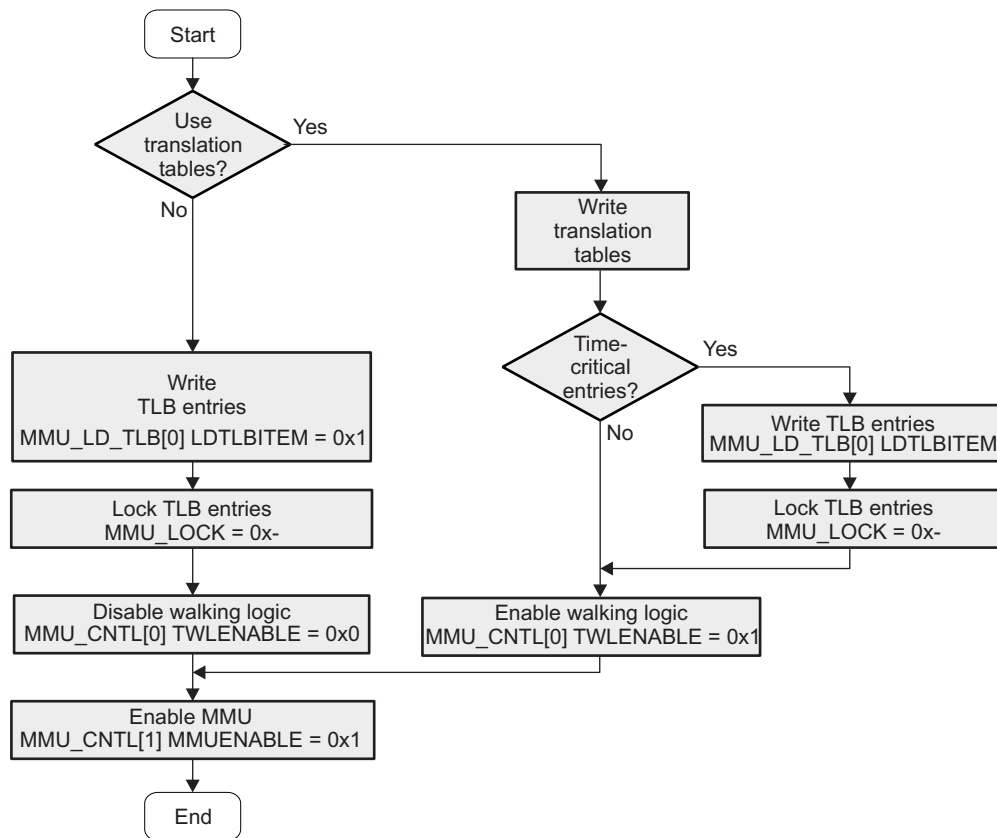 Start
Use
translation
tables?
Yes
No
Write
translation
tables
Time-
critical
entries?
Yes
No
Write
TLB entries
MMU_LD_TLB[0] LDTLBITEM = 0x1
Write TLB entries
MMU_LD_TLB[0] LDTLBITEM
Lock TLB entries
MMU_LOCK = 0x-
Lock TLB entries
MMU_LOCK = 0x-
Disable walking logic
MMU_CNTL[0] TWLENABLE = 0x0
Enable walking logic
MMU_CNTL[0] TWLENABLE = 0x1
Enable MMU
MMU_CNTL[1] MMUENABLE = 0x1
End